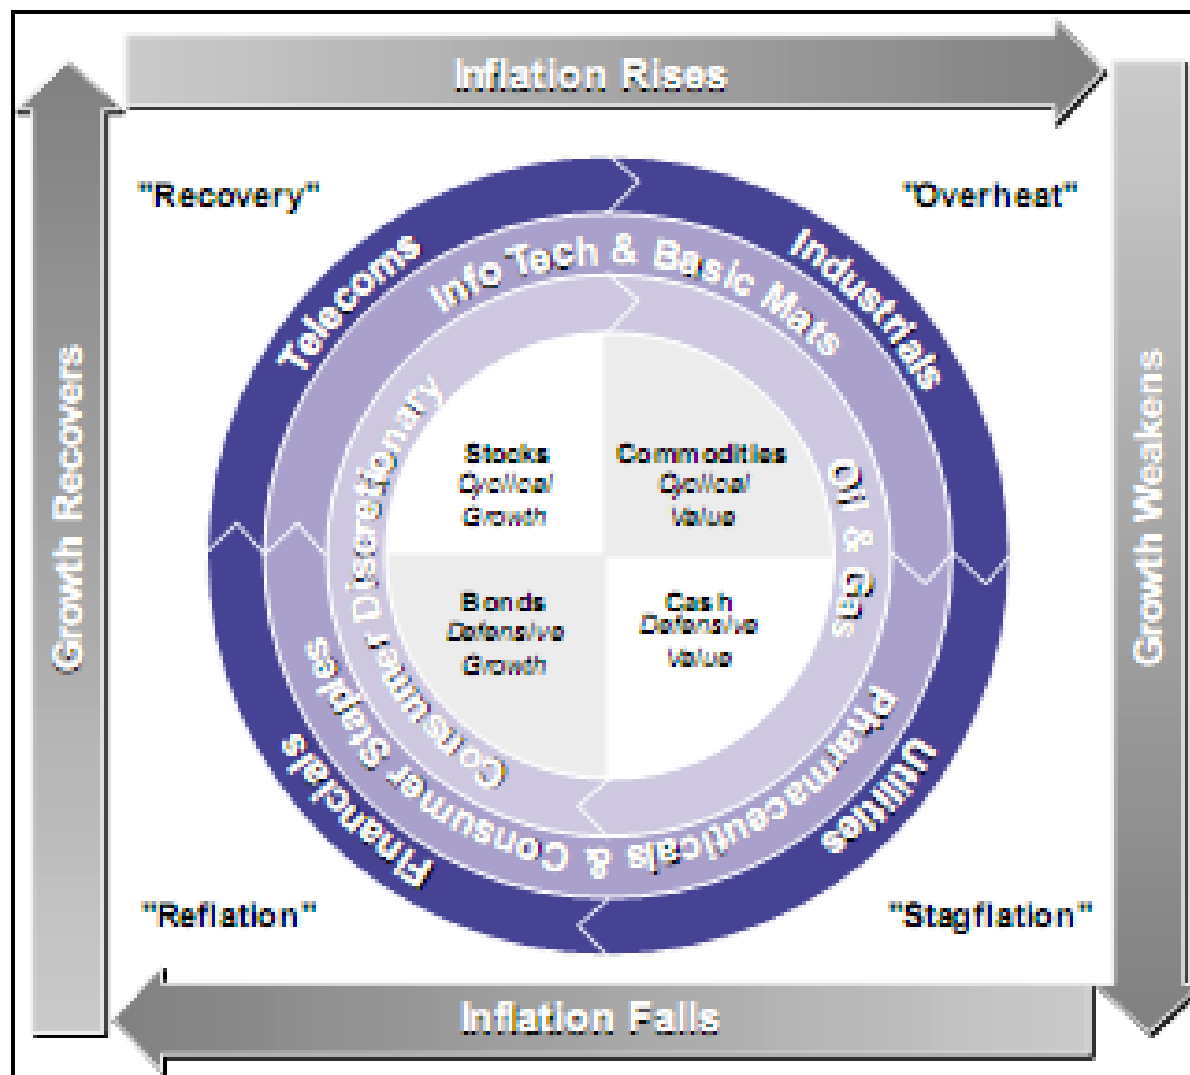 Inflation Rises
"Recovery"
"Overheat"
Growth Recovers
Growth Weakens
Telecoms
Info Tech & Basic Mats
Industrials
Consumer Discretionary
Oil & Gas
Stocks
Cyclical
Growth
Commodities
Cyclical
Value
Bonds
Defensive
Growth
Cash
Defensive
Value
Financials
Pharmaceuticals & Consumer Staples
Utilities
"Reflation"
"Stagflation"
Inflation Falls